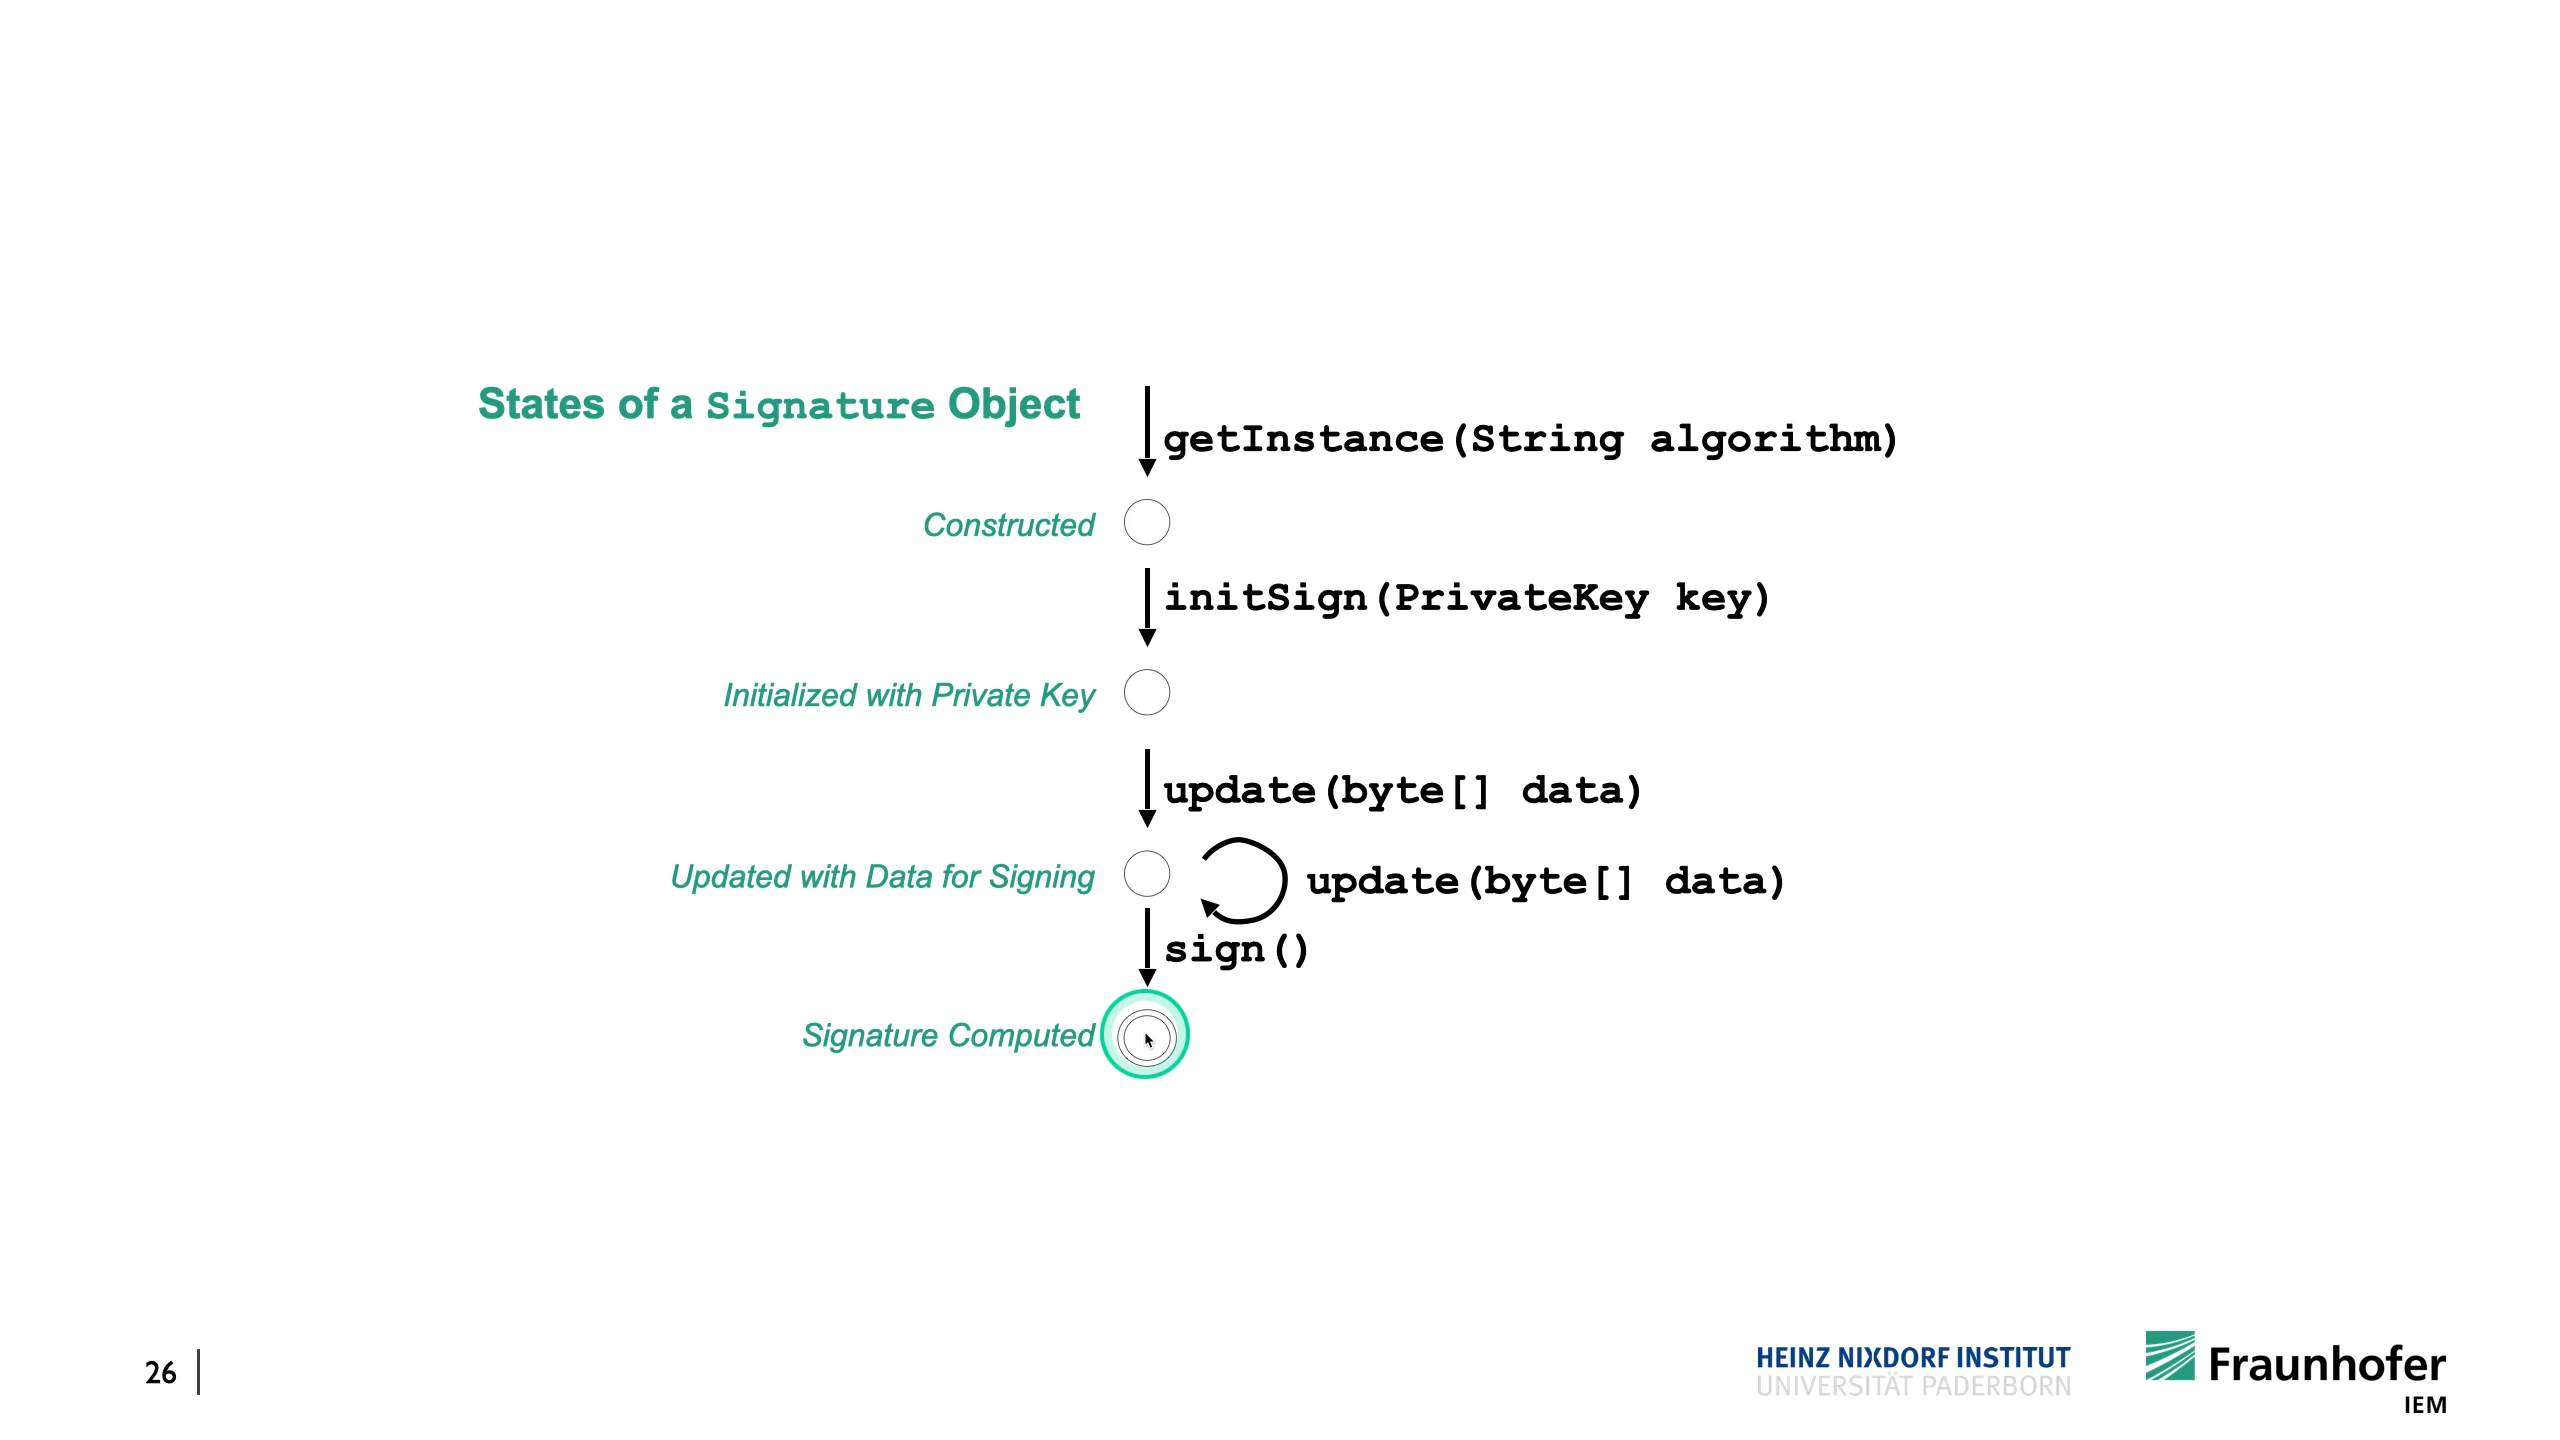 States of a Signature Object
getInstance(String algorithm)
Constructed
initSign(PrivateKey key)
Initialized with Private Key
update(byte[] data)
Updated with Data for Signing
update(byte[] data)
sign()
Signature Computed
26
HEINZ NIXDORF INSTITUT
UNIVERSITÄT PADERBORN
Fraunhofer
IEM